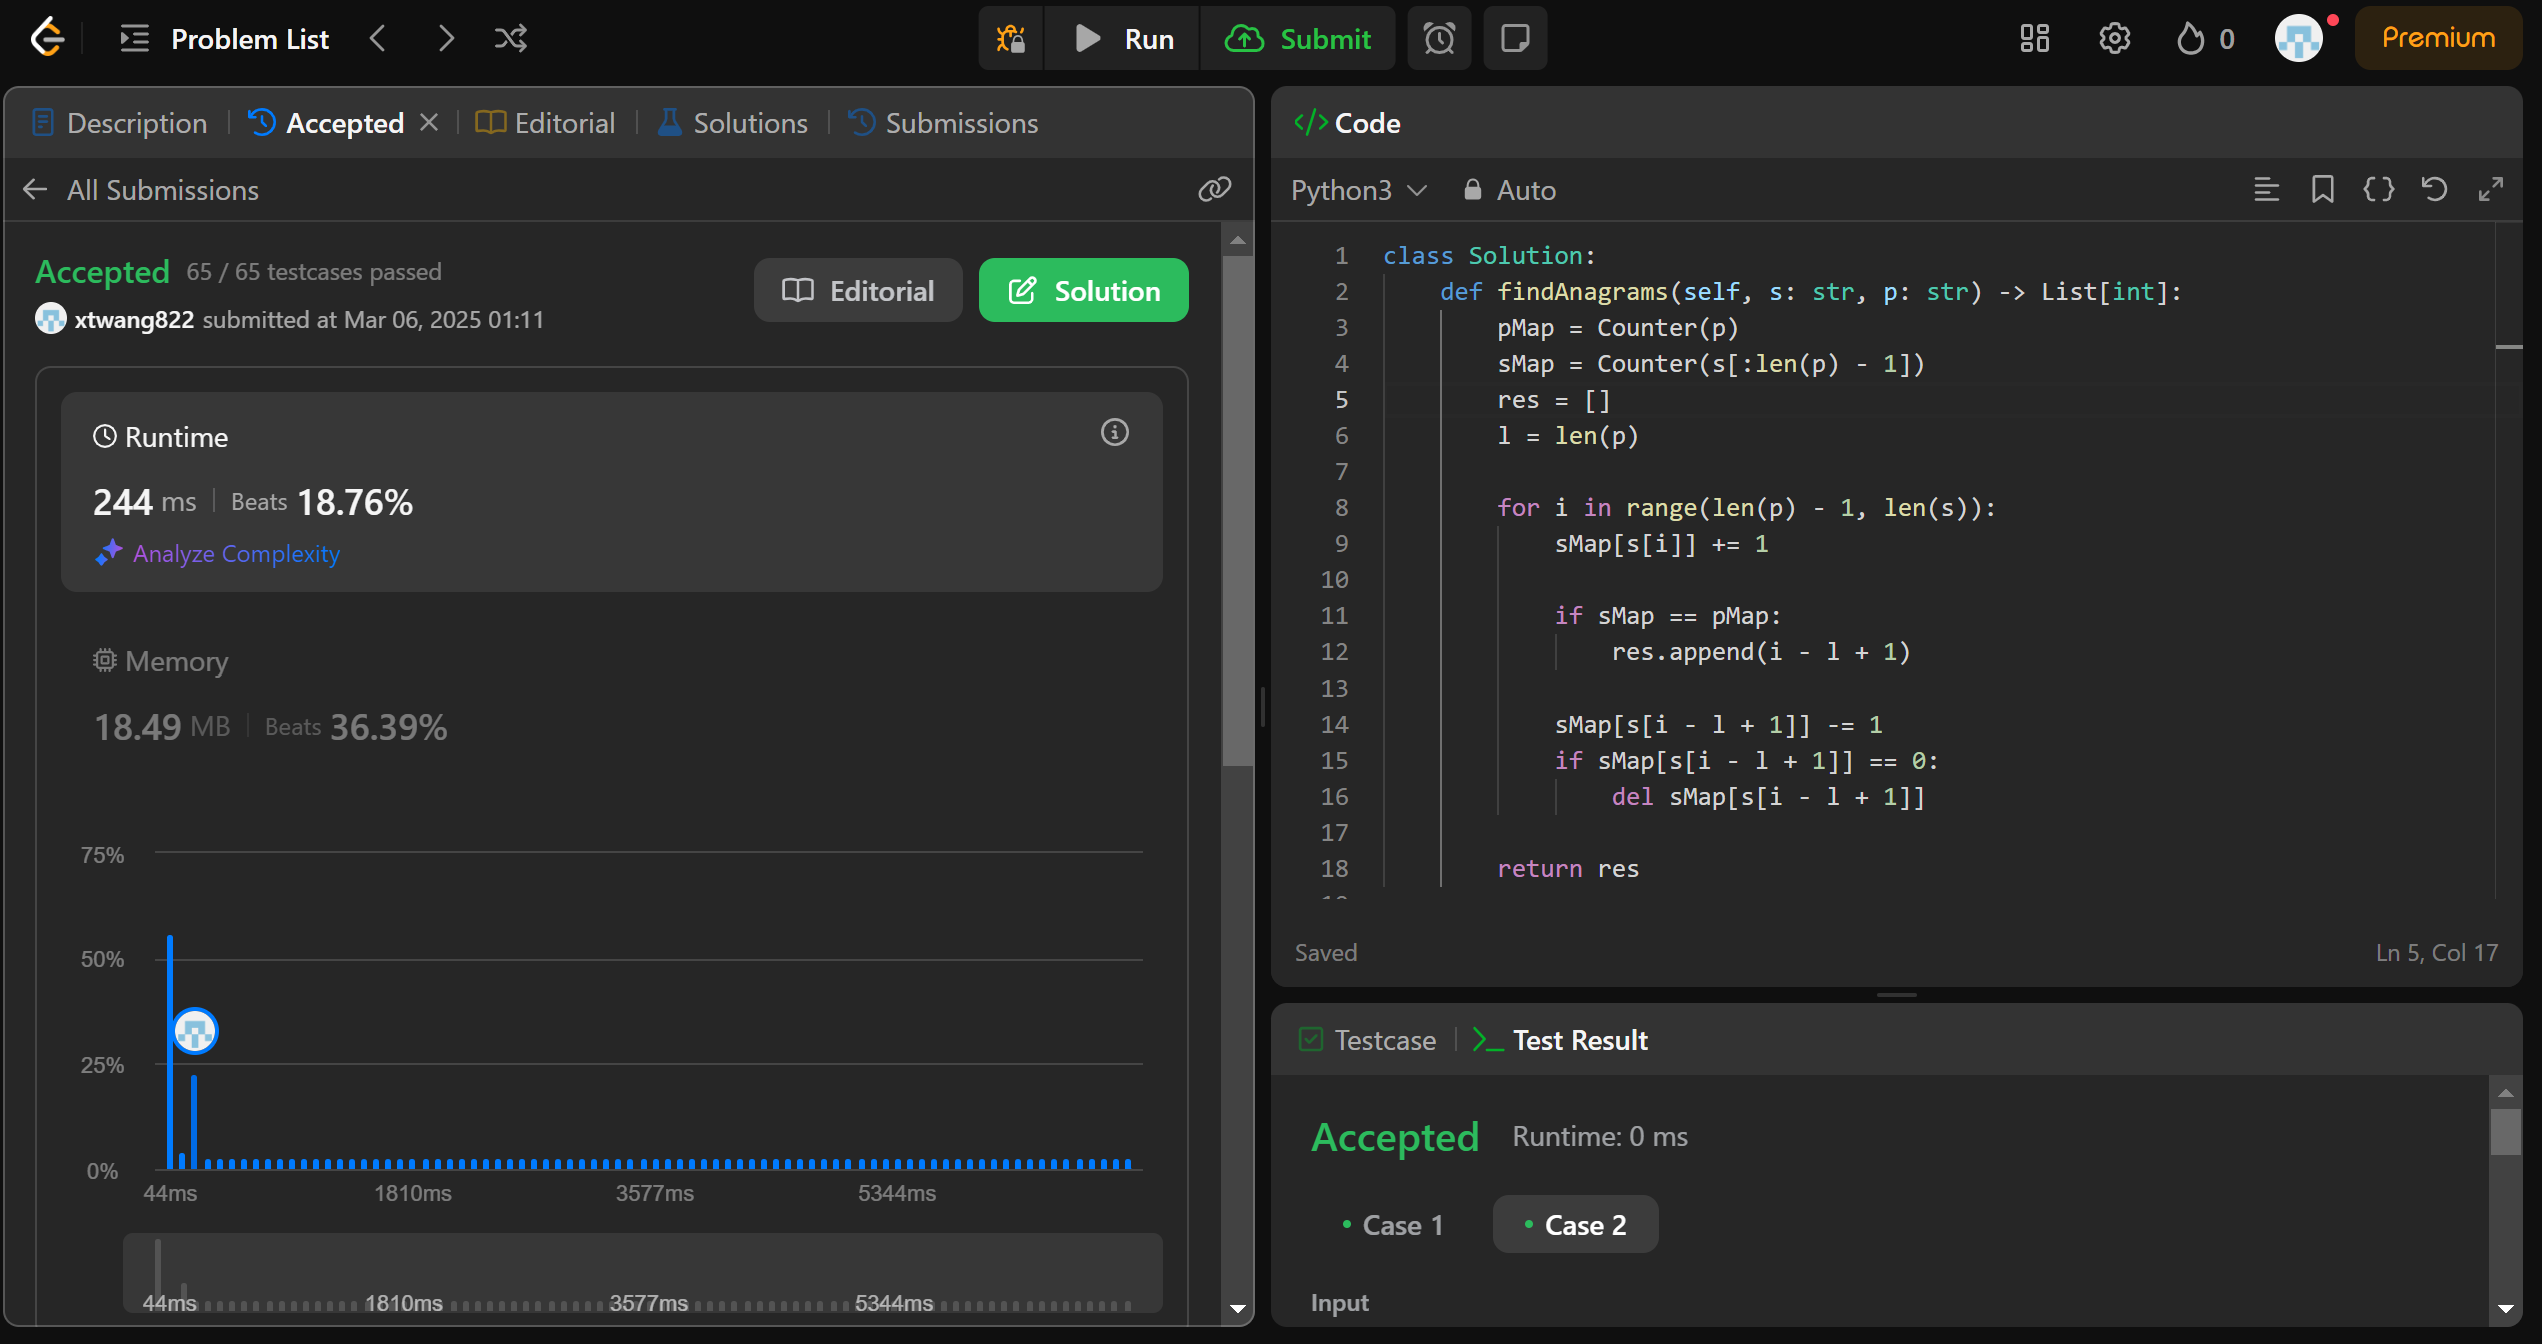 Problem List
Run
Submit
0
Premium
Description
Accepted
Editorial
Solutions
Submissions
All Submissions
Accepted 65 / 65 testcases passed
xtwang822 submitted at Mar 06, 2025 01:11
Editorial
Solution
Runtime
244 ms Beats 18.76%
Analyze Complexity
Memory
18.49 MB Beats 36.39%
75%
50%
25%
0%
44ms 1810ms 3577ms 5344ms
44ms 1810ms 3577ms 5344ms
</> Code
Python3 Auto
1 class Solution:
2     def findAnagrams(self, s: str, p: str) -> List[int]:
3         pMap = Counter(p)
4         sMap = Counter(s[:len(p) - 1])
5         res = []
6         l = len(p)
7
8         for i in range(len(p) - 1, len(s)):
9             sMap[s[i]] += 1
10
11             if sMap == pMap:
12                 res.append(i - l + 1)
13
14             sMap[s[i - l + 1]] -= 1
15             if sMap[s[i - l + 1]] == 0:
16                 del sMap[s[i - l + 1]]
17
18         return res
Saved
Ln 5, Col 17
Testcase
>_ Test Result
Accepted Runtime: 0 ms
• Case 1
• Case 2
Input